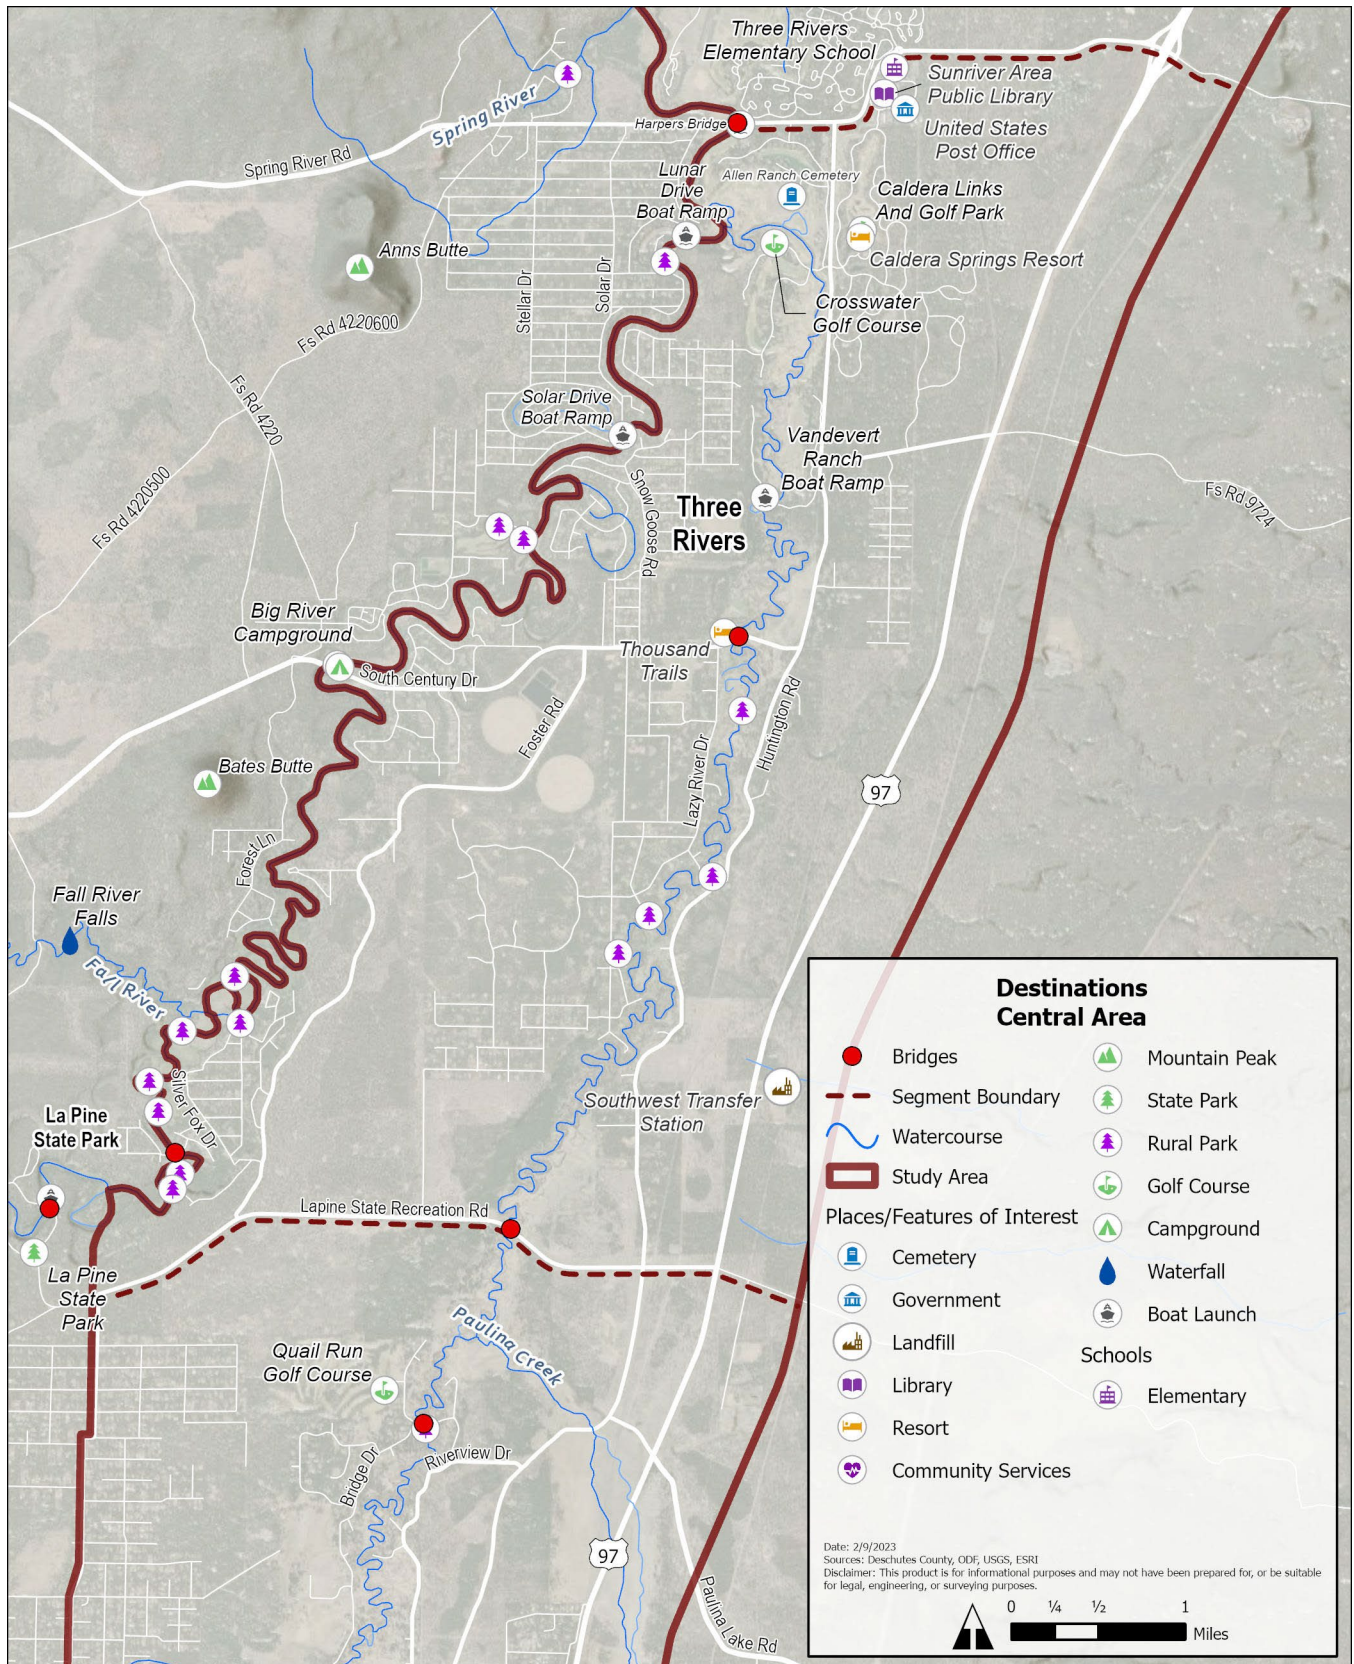 Three Rivers
Elementary School
Sunriver Area
Public Library
United States
Post Office
Spring River
Harpers Bridge
Spring River Rd
Lunar
Drive
Boat Ramp
Allen Ranch Cemetery
Caldera Links
And Golf Park
Anns Butte
Caldera Springs Resort
Stellar Dr
Solar Dr
Crosswater
Golf Course
Fs Rd 4220600
Fs Rd 4220
Solar Drive
Boat Ramp
Vandevert
Ranch
Boat Ramp
Fs Rd 4220500
Snow Goose Rd
Three
Rivers
Fs Rd 9724
Big River
Campground
Thousand
Trails
South Century Dr
Foster Rd
Lazy River Dr
Huntington Rd
Bates Butte
97
Forest Ln
Fall River
Falls
Fall River
Silver Fox Dr
La Pine
State Park
Southwest Transfer
Station
Lapine State Recreation Rd
La Pine
State
Park
Paulina Creek
Quail Run
Golf Course
Bridge Dr
Riverview Dr
97
Paulina Lake Rd
Destinations
Central Area
Bridges
Segment Boundary
Watercourse
Study Area
Places/Features of Interest
Cemetery
Government
Landfill
Library
Resort
Community Services
Mountain Peak
State Park
Rural Park
Golf Course
Campground
Waterfall
Boat Launch
Schools
Elementary
Date: 2/9/2023
Sources: Deschutes County, ODF, USGS, ESRI
Disclaimer: This product is for informational purposes and may not have been prepared for, or be suitable
for legal, engineering, or surveying purposes.
0 ¼ ½ 1
Miles